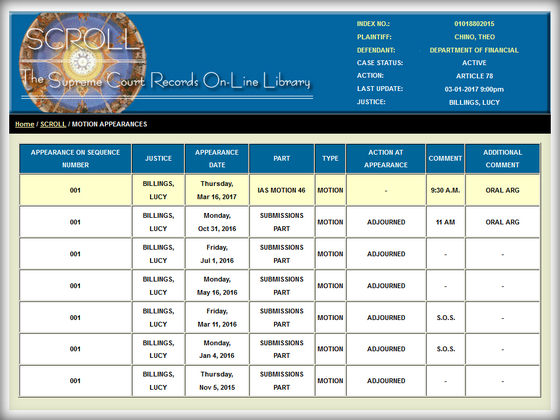 SCROLL
The Supreme Court Records On-Line Library
INDEX NO.: 01018802015
PLAINTIFF: CHINO, THEO
DEFENDANT: DEPARTMENT OF FINANCIAL
CASE STATUS: ACTIVE
ACTION: ARTICLE 78
LAST UPDATE: 03-01-2017 9:00pm
JUSTICE: BILLINGS, LUCY
Home / SCROLL / MOTION APPEARANCES
APPEARANCE ON SEQUENCE NUMBER JUSTICE APPEARANCE DATE PART TYPE ACTION AT APPEARANCE COMMENT ADDITIONAL COMMENT
001 BILLINGS, LUCY Thursday, Mar 16, 2017 IAS MOTION 46 MOTION - 9:30 A.M. ORAL ARG
001 BILLINGS, LUCY Monday, Oct 31, 2016 SUBMISSIONS PART MOTION ADJOURNED 11 AM ORAL ARG
001 BILLINGS, LUCY Friday, Jul 1, 2016 SUBMISSIONS PART MOTION ADJOURNED - -
001 BILLINGS, LUCY Monday, May 16, 2016 SUBMISSIONS PART MOTION ADJOURNED - -
001 BILLINGS, LUCY Friday, Mar 11, 2016 SUBMISSIONS PART MOTION ADJOURNED S.O.S. -
001 BILLINGS, LUCY Monday, Jan 4, 2016 SUBMISSIONS PART MOTION ADJOURNED S.O.S. -
001 BILLINGS, LUCY Thursday, Nov 5, 2015 SUBMISSIONS PART MOTION ADJOURNED - -